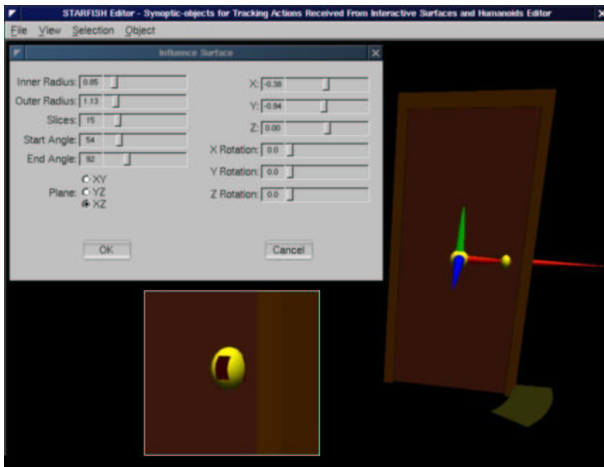 STARFISH Editor - Synoptic-objects for Tracking Actions Received From Interactive Surfaces and Humanoids Editor
File View Selection Object
Influence Surface
Inner Radius: 0.85
Outer Radius: 1.13
Slices: 15
Start Angle: 54
End Angle: 92
Plane:
XY
YZ
XZ
X: -0.38
Y: -0.94
Z: 0.00
X Rotation: 0.0
Y Rotation: 0.0
Z Rotation: 0.0
OK
Cancel